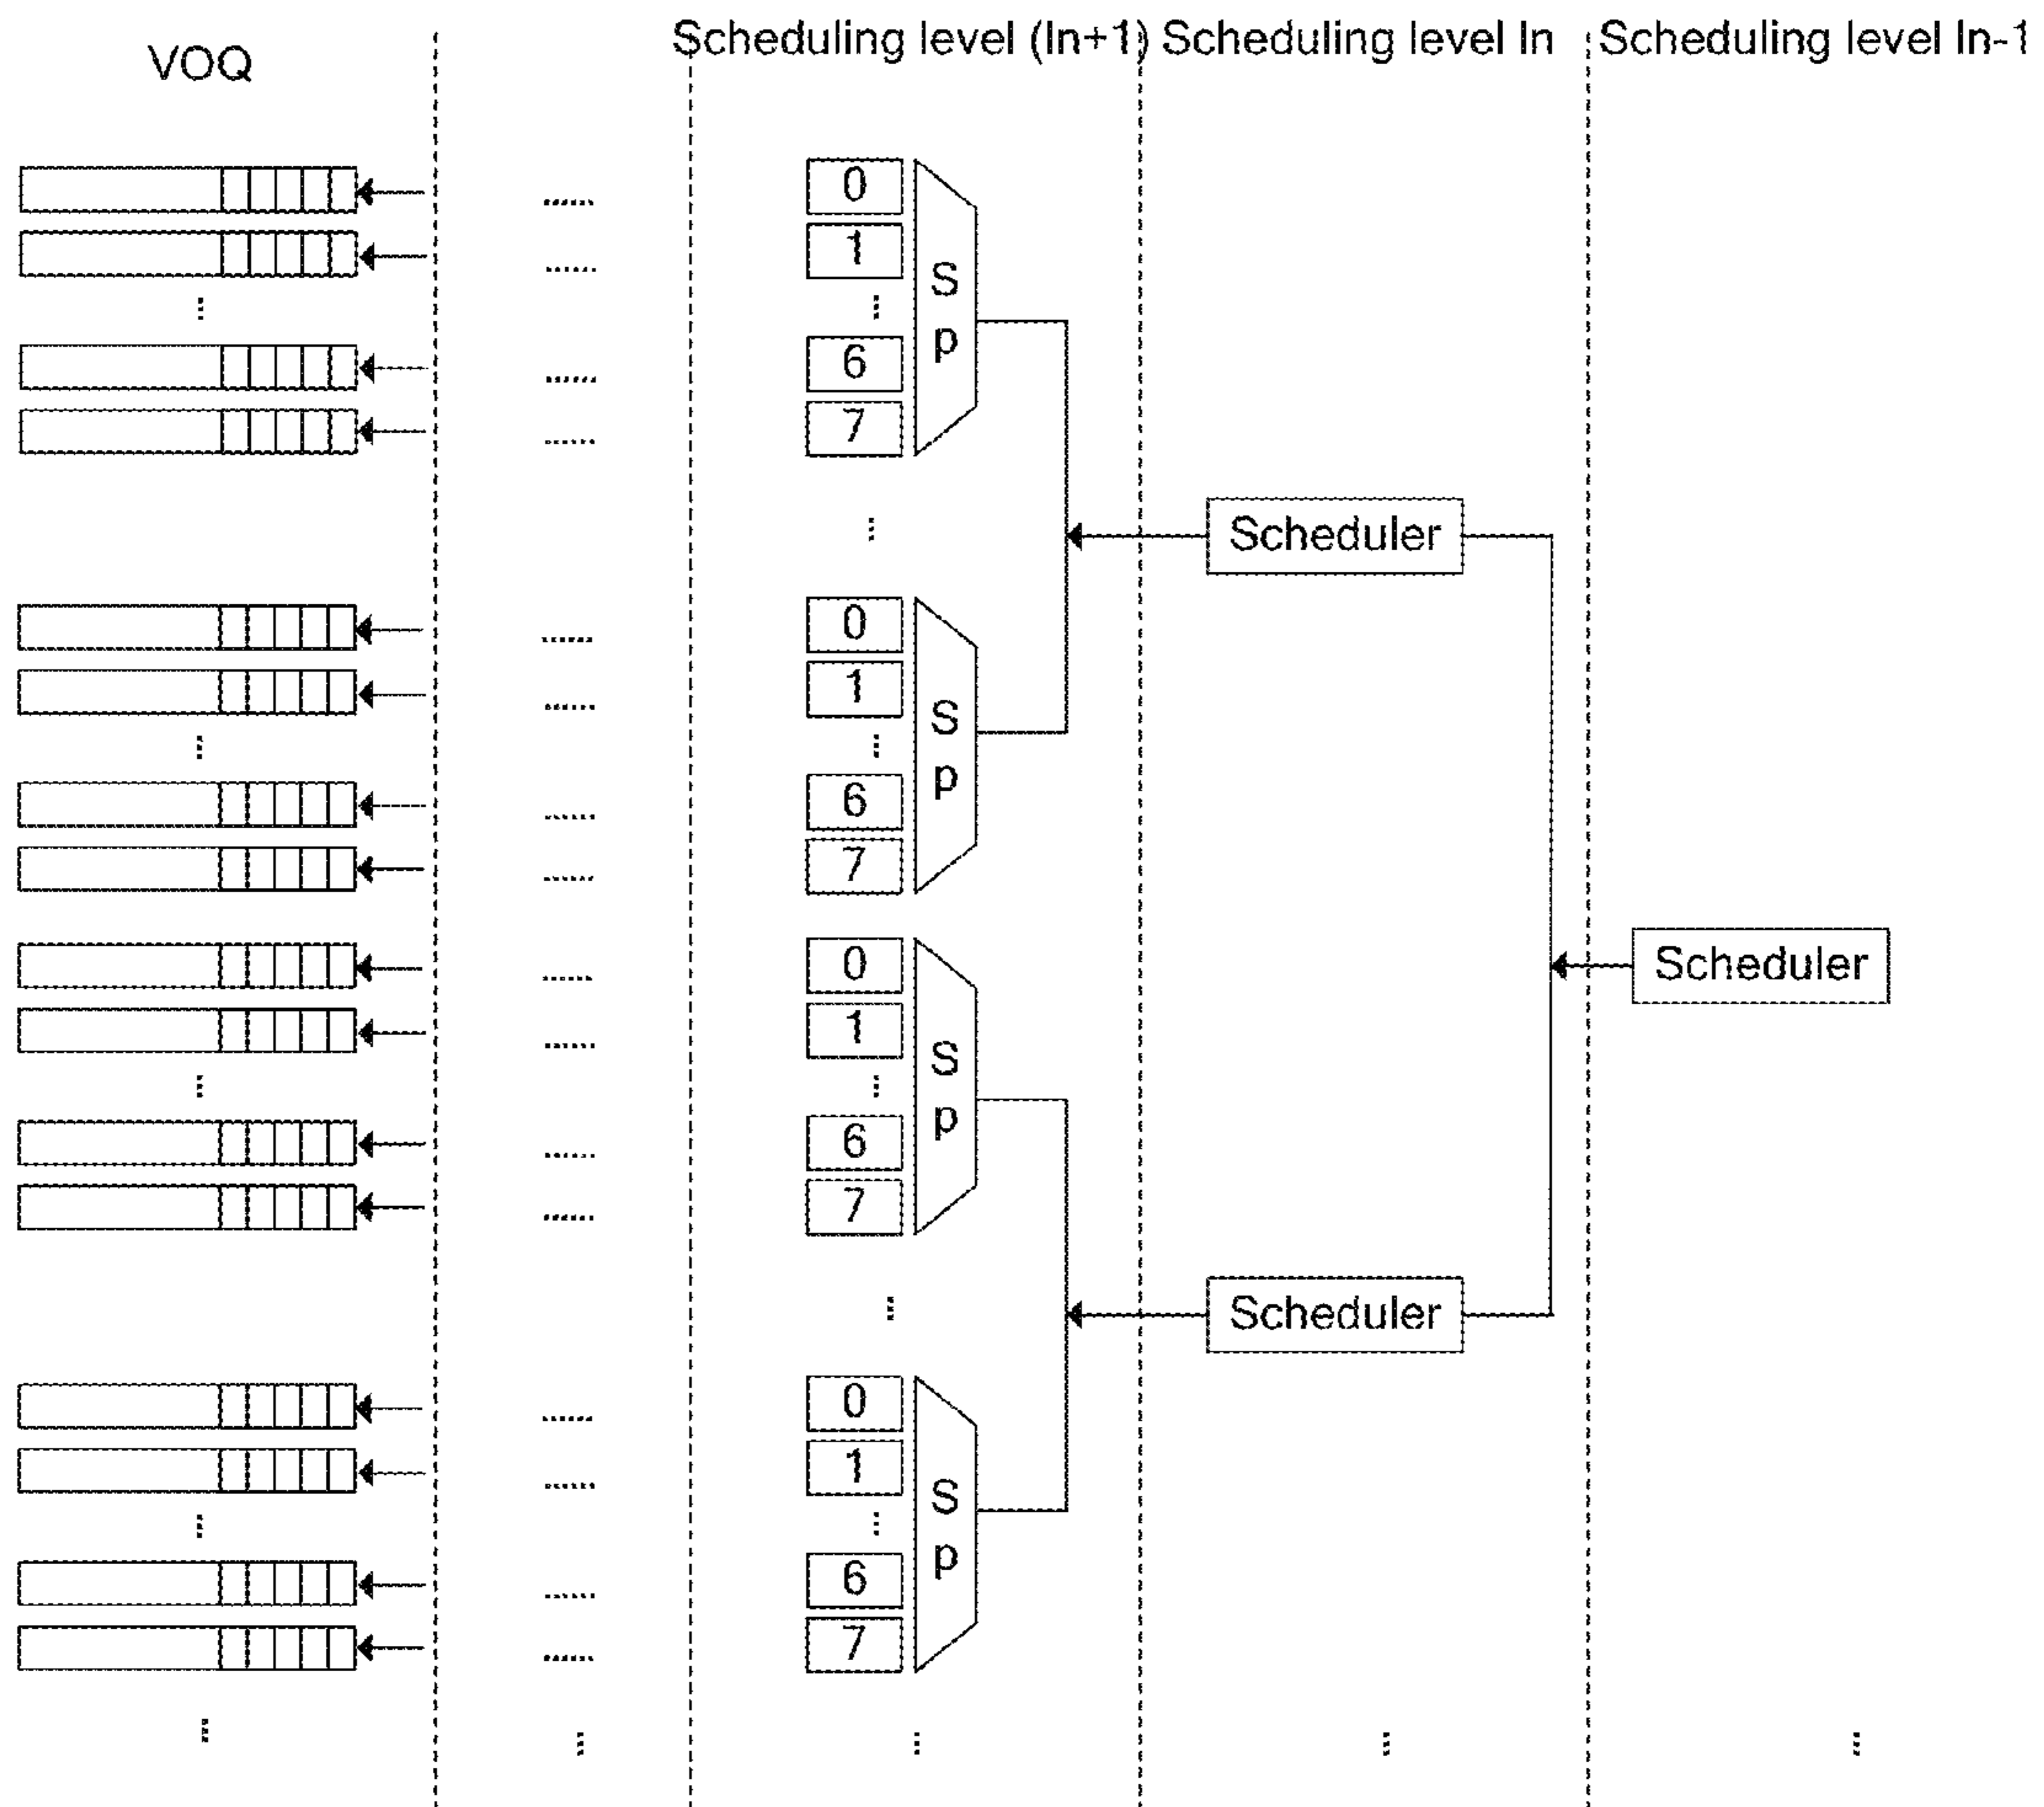 VOQ
Scheduling level (ln+1)
Scheduling level ln
Scheduling level ln-1
0
1
...
6
7
S
p
...
Scheduler
0
1
...
6
7
S
p
0
1
...
6
7
S
p
Scheduler
...
Scheduler
0
1
...
6
7
S
p
...